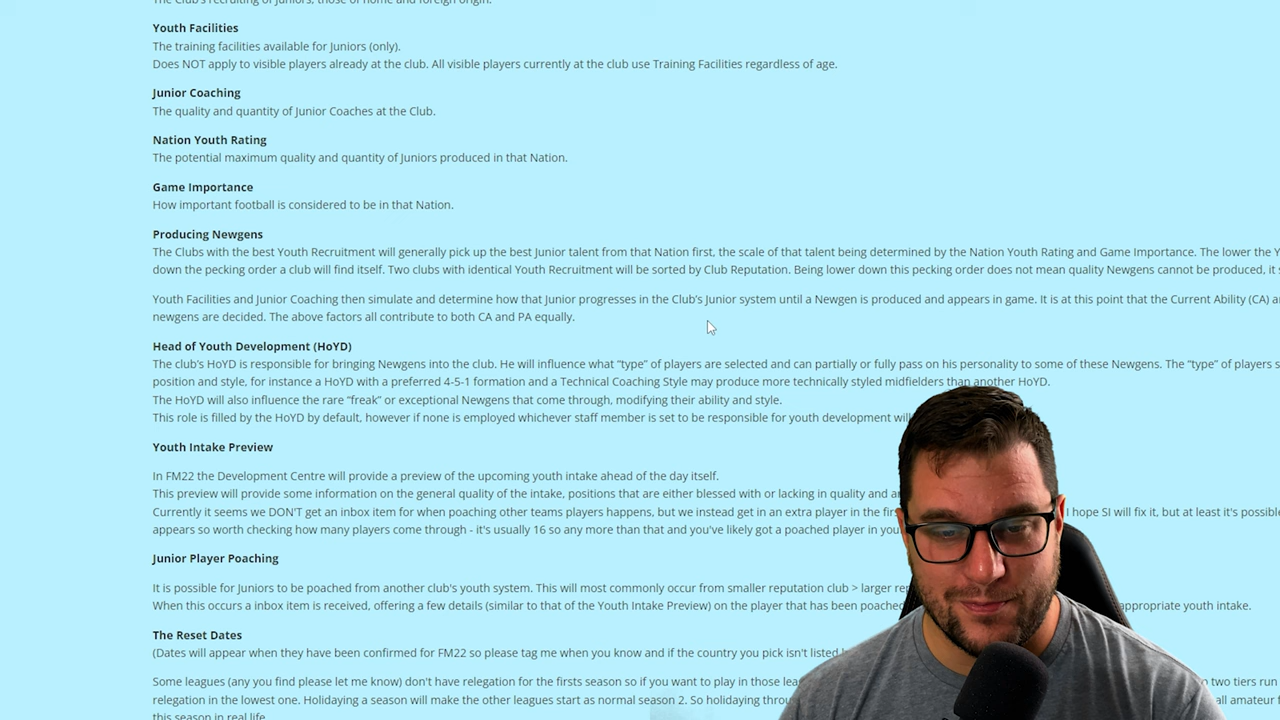 The Club's recruiting of Juniors, those of home and foreign origin.
Youth Facilities
The training facilities available for Juniors (only).
Does NOT apply to visible players already at the club. All visible players currently at the club use Training Facilities regardless of age.
Junior Coaching
The quality and quantity of Junior Coaches at the Club.
Nation Youth Rating
The potential maximum quality and quantity of Juniors produced in that Nation.
Game Importance
How important football is considered to be in that Nation.
Producing Newgens
The Clubs with the best Youth Recruitment will generally pick up the best Junior talent from that Nation first, the scale of that talent being determined by the Nation Youth Rating and Game Importance. The lower the
down the pecking order a club will find itself. Two clubs with identical Youth Recruitment will be sorted by Club Reputation. Being lower down this pecking order does not mean quality Newgens cannot be produced, it
Youth Facilities and Junior Coaching then simulate and determine how that Junior progresses in the Club's Junior system until a Newgen is produced and appears in game. It is at this point that the Current Ability (CA)
newgens are decided. The above factors all contribute to both CA and PA equally.
Head of Youth Development (HoYD)
The club's HoYD is responsible for bringing Newgens into the club. He will influence what “type” of players are selected and can partially or fully pass on his personality to some of these Newgens. The “type” of players
position and style, for instance a HoYD with a preferred 4-5-1 formation and a Technical Coaching Style may produce more technically styled midfielders than another HoYD.
The HoYD will also influence the rare “freak” or exceptional Newgens that come through, modifying their ability and style.
This role is filled by the HoYD by default, however if none is employed whichever staff member is set to be responsible for youth development will
Youth Intake Preview
In FM22 the Development Centre will provide a preview of the upcoming youth intake ahead of the day itself.
This preview will provide some information on the general quality of the intake, positions that are either blessed with or lacking in quality and
Currently it seems we DON'T get an inbox item for when poaching other teams players happens, but we instead get in an extra player in the I hope SI will fix it, but at least it's
appears so worth checking how many players come through - it's usually 16 so any more than that and you've likely got a poached player in
Junior Player Poaching
It is possible for Juniors to be poached from another club's youth system. This will most commonly occur from smaller reputation club > larger
When this occurs a inbox item is received, offering a few details (similar to that of the Youth Intake Preview) on the player that has been poached appropriate youth intake.
The Reset Dates
(Dates will appear when they have been confirmed for FM22 so please tag me when you know and if the country you pick isn't listed
Some leagues (any you find please let me know) don't have relegation for the firsts season so if you want to play in those two tiers run
relegation in the lowest one. Holidaying a season will make the other leagues start as normal season 2. So holidaying all amateur
this season in real life.